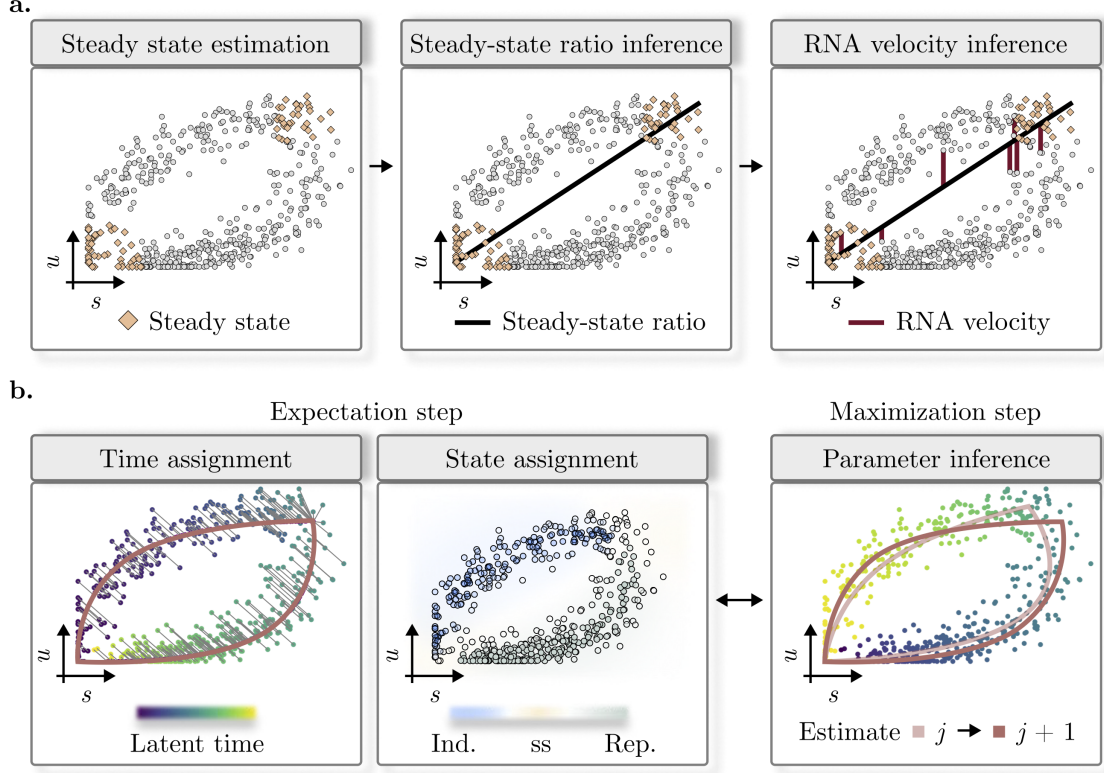 a.
Steady state estimation
Steady-state ratio inference
RNA velocity inference
u
s
Steady state
u
s
Steady-state ratio
u
s
RNA velocity
b.
Expectation step
Maximization step
Time assignment
State assignment
Parameter inference
u
s
Latent time
u
s
Ind. ss Rep.
u
s
Estimate j → j + 1